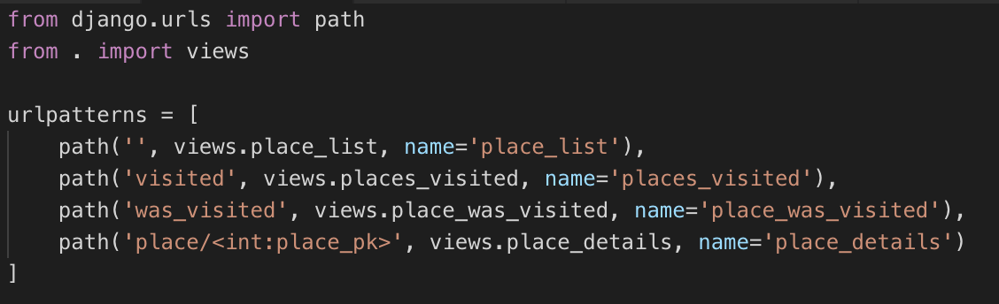 from django.urls import path
from . import views
urlpatterns = [
    path('', views.place_list, name='place_list'),
    path('visited', views.places_visited, name='places_visited'),
    path('was_visited', views.place_was_visited, name='place_was_visited'),
    path('place/<int:place_pk>', views.place_details, name='place_details')
]